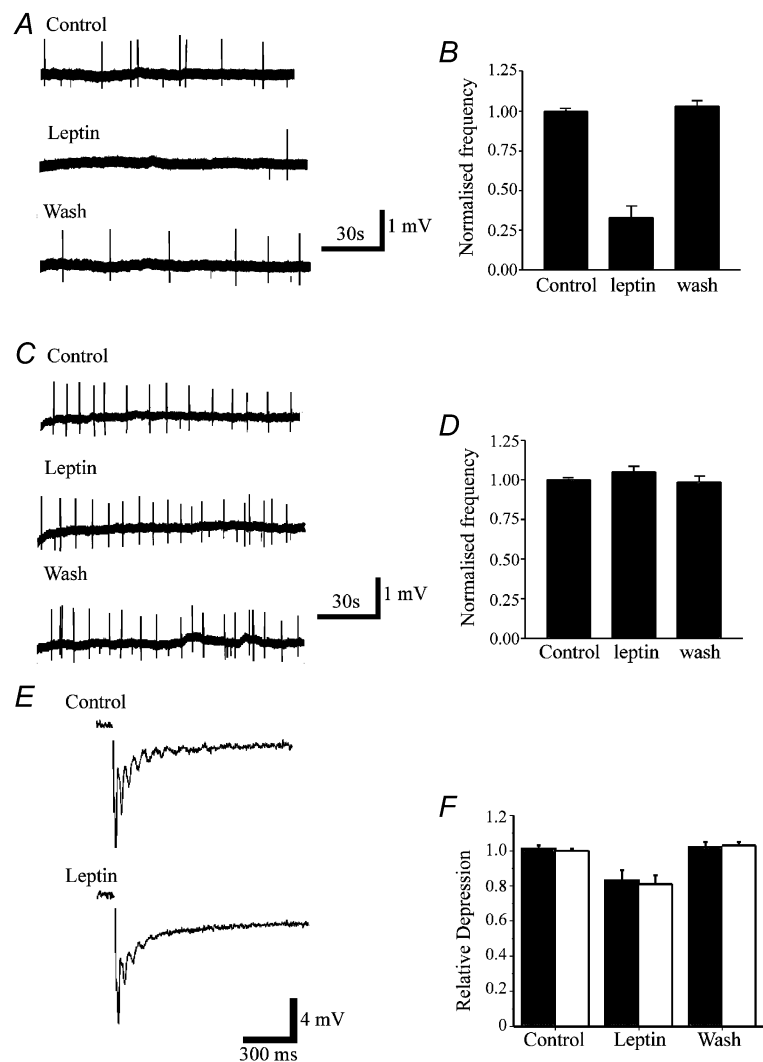 A
Control
Leptin
Wash
30s
1 mV
B
Normalised frequency
1.25
1.00
0.75
0.50
0.25
0.00
Control leptin wash
C
Control
Leptin
Wash
30s
1 mV
D
Normalised frequency
1.25
1.00
0.75
0.50
0.25
0.00
Control leptin wash
E
Control
Leptin
4 mV
300 ms
F
Relative Depression
1.2
1.0
0.8
0.6
0.4
0.2
0
Control Leptin Wash